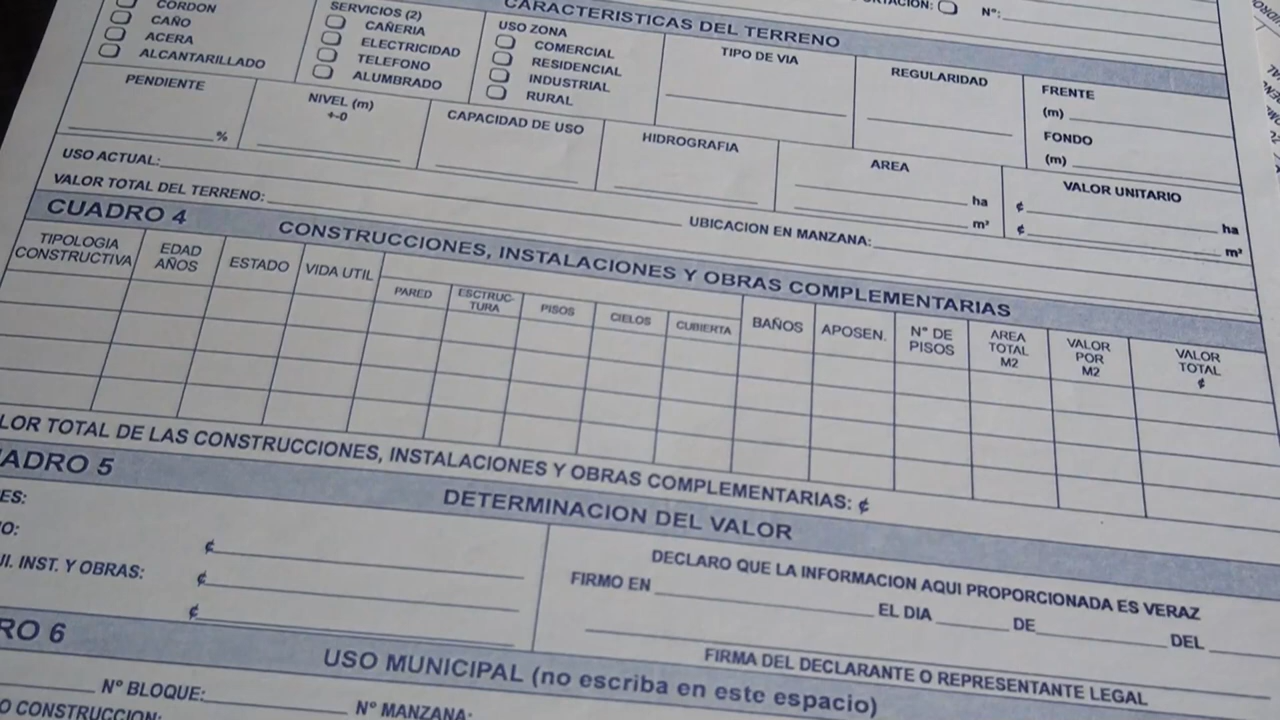 CORDON
CAÑO
ACERA
ALCANTARILLADO
SERVICIOS (2)
CAÑERIA
ELECTRICIDAD
TELEFONO
ALUMBRADO
CARACTERISTICAS DEL TERRENO
USO ZONA
COMERCIAL
RESIDENCIAL
INDUSTRIAL
RURAL
TIPO DE VIA
REGULARIDAD
Nº:
FRENTE
(m)
FONDO
(m)
PENDIENTE
%
NIVEL (m)
+-0
CAPACIDAD DE USO
HIDROGRAFIA
AREA
ha
m²
VALOR UNITARIO
¢ ha
¢ m²
USO ACTUAL:
VALOR TOTAL DEL TERRENO: UBICACION EN MANZANA:
CUADRO 4 CONSTRUCCIONES, INSTALACIONES Y OBRAS COMPLEMENTARIAS
TIPOLOGIA
CONSTRUCTIVA
EDAD
AÑOS
ESTADO
VIDA UTIL
PARED
ESCTRUC-
TURA
PISOS
CIELOS
CUBIERTA
BAÑOS
APOSEN.
Nº DE
PISOS
AREA
TOTAL
M2
VALOR
POR
M2
VALOR
TOTAL
¢
LOR TOTAL DE LAS CONSTRUCCIONES, INSTALACIONES Y OBRAS COMPLEMENTARIAS: ¢
ADRO 5 DETERMINACION DEL VALOR
ES: ¢
O: ¢
I. INST. Y OBRAS: ¢
DECLARO QUE LA INFORMACION AQUI PROPORCIONADA ES VERAZ
FIRMO EN EL DIA DE DEL
FIRMA DEL DECLARANTE O REPRESENTANTE LEGAL
RO 6 USO MUNICIPAL (no escriba en este espacio)
Nº BLOQUE: Nº MANZANA:
O CONSTRUCCION: